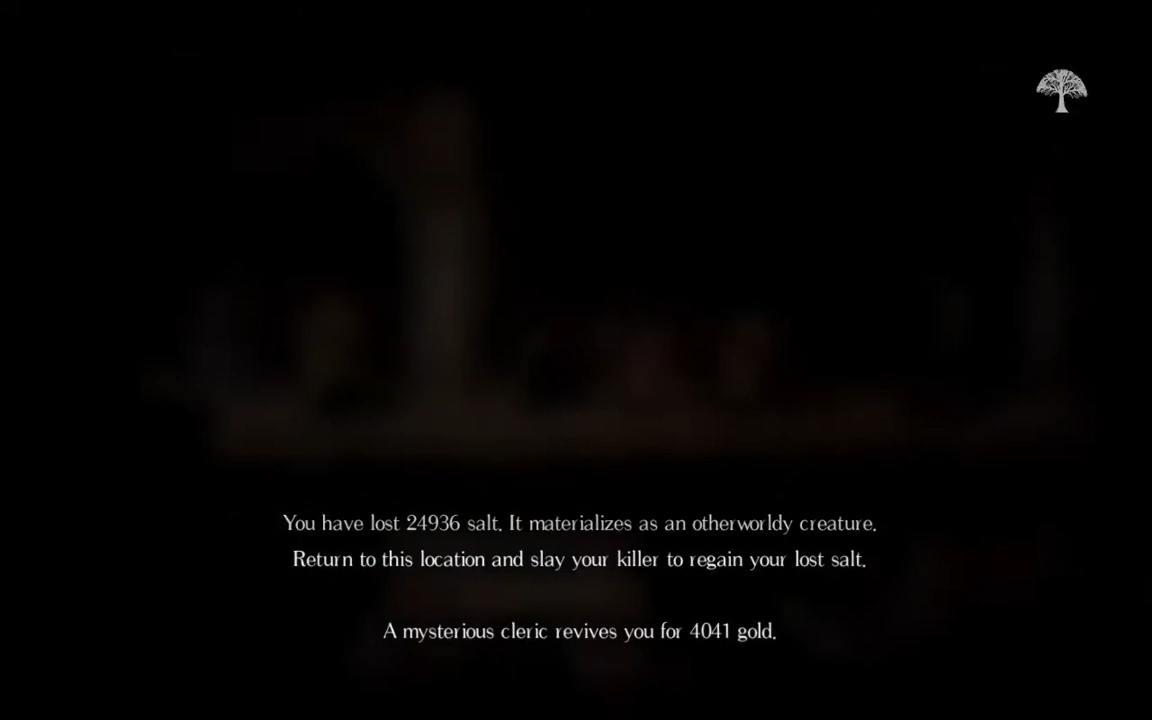 You have lost 24936 salt. It materializes as an otherworldly creature.
Return to this location and slay your killer to regain your lost salt.
A mysterious cleric revives you for 4041 gold.